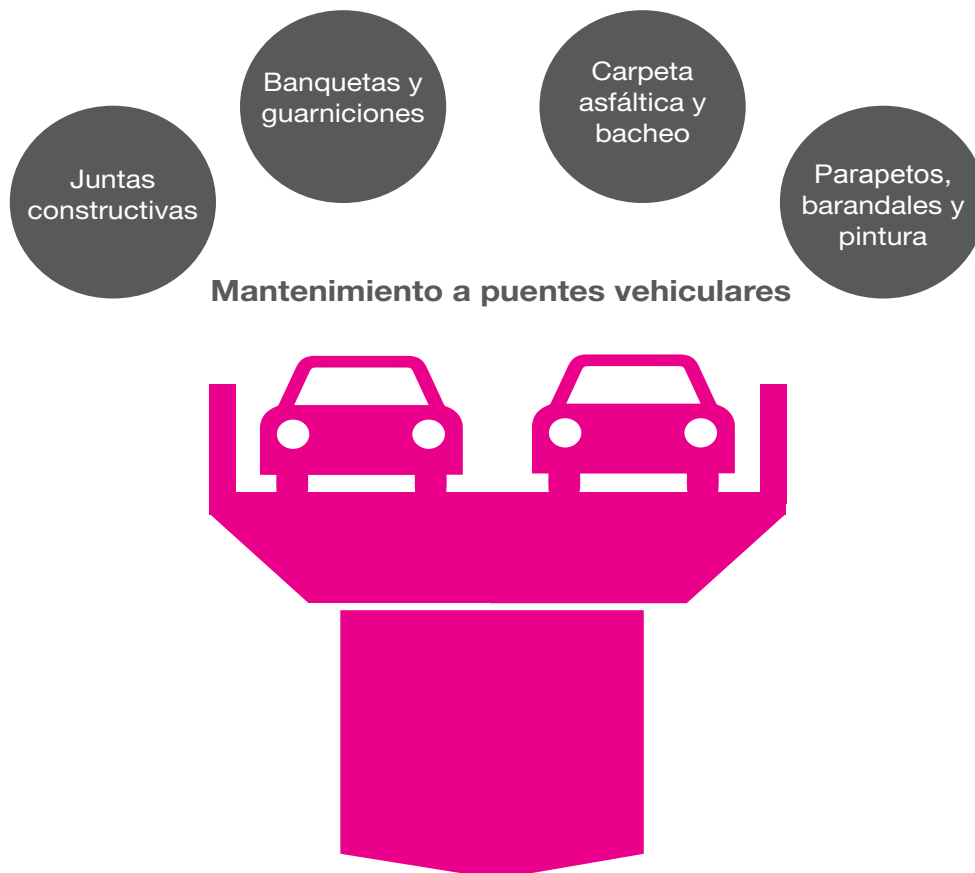 Juntas
constructivas
Banquetas y
guarniciones
Carpeta
asfáltica y
bacheo
Parapetos,
barandales y
pintura
Mantenimiento a puentes vehiculares